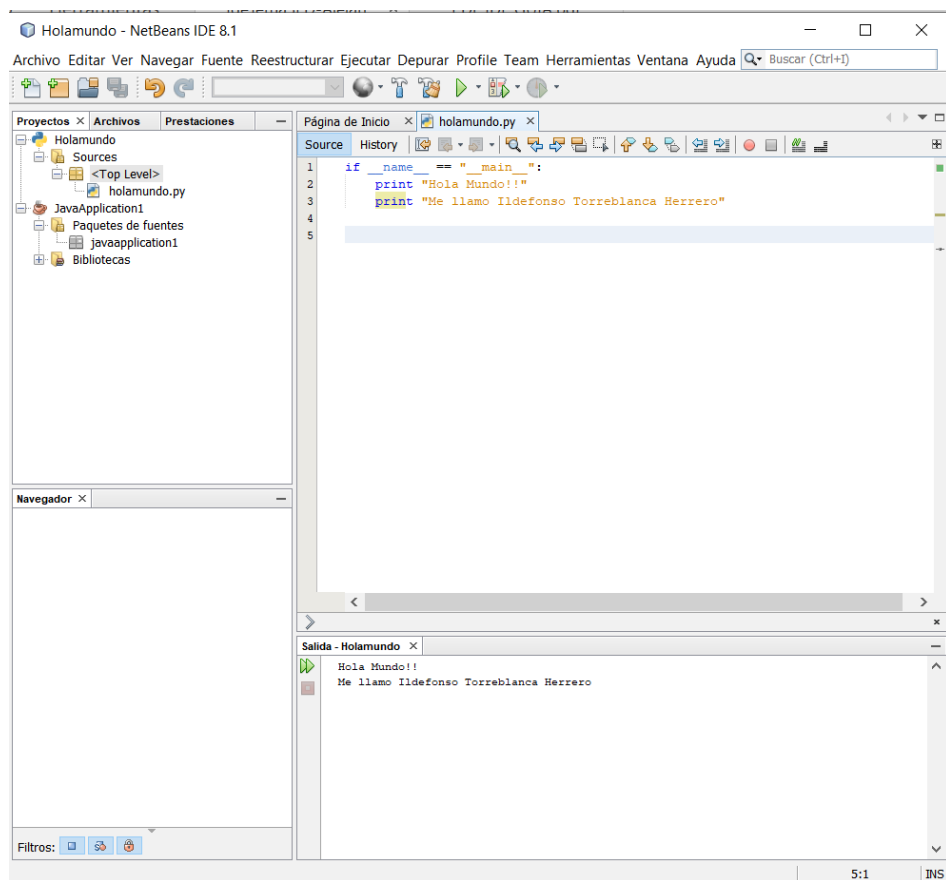 Holamundo - NetBeans IDE 8.1
Archivo Editar Ver Navegar Fuente Reestructurar Ejecutar Depurar Profile Team Herramientas Ventana Ayuda Buscar (Ctrl+I)
Proyectos Archivos Prestaciones
Holamundo
Sources
<Top Level>
holamundo.py
JavaApplication1
Paquetes de fuentes
javaapplication1
Bibliotecas
Navegador
Filtros:
Página de Inicio holamundo.py
Source History
1 if __name__ == "__main__":
2 print "Hola Mundo!!"
3 print "Me llamo Ildefonso Torreblanca Herrero"
4
5
Salida - Holamundo
Hola Mundo!!
Me llamo Ildefonso Torreblanca Herrero
5:1 INS